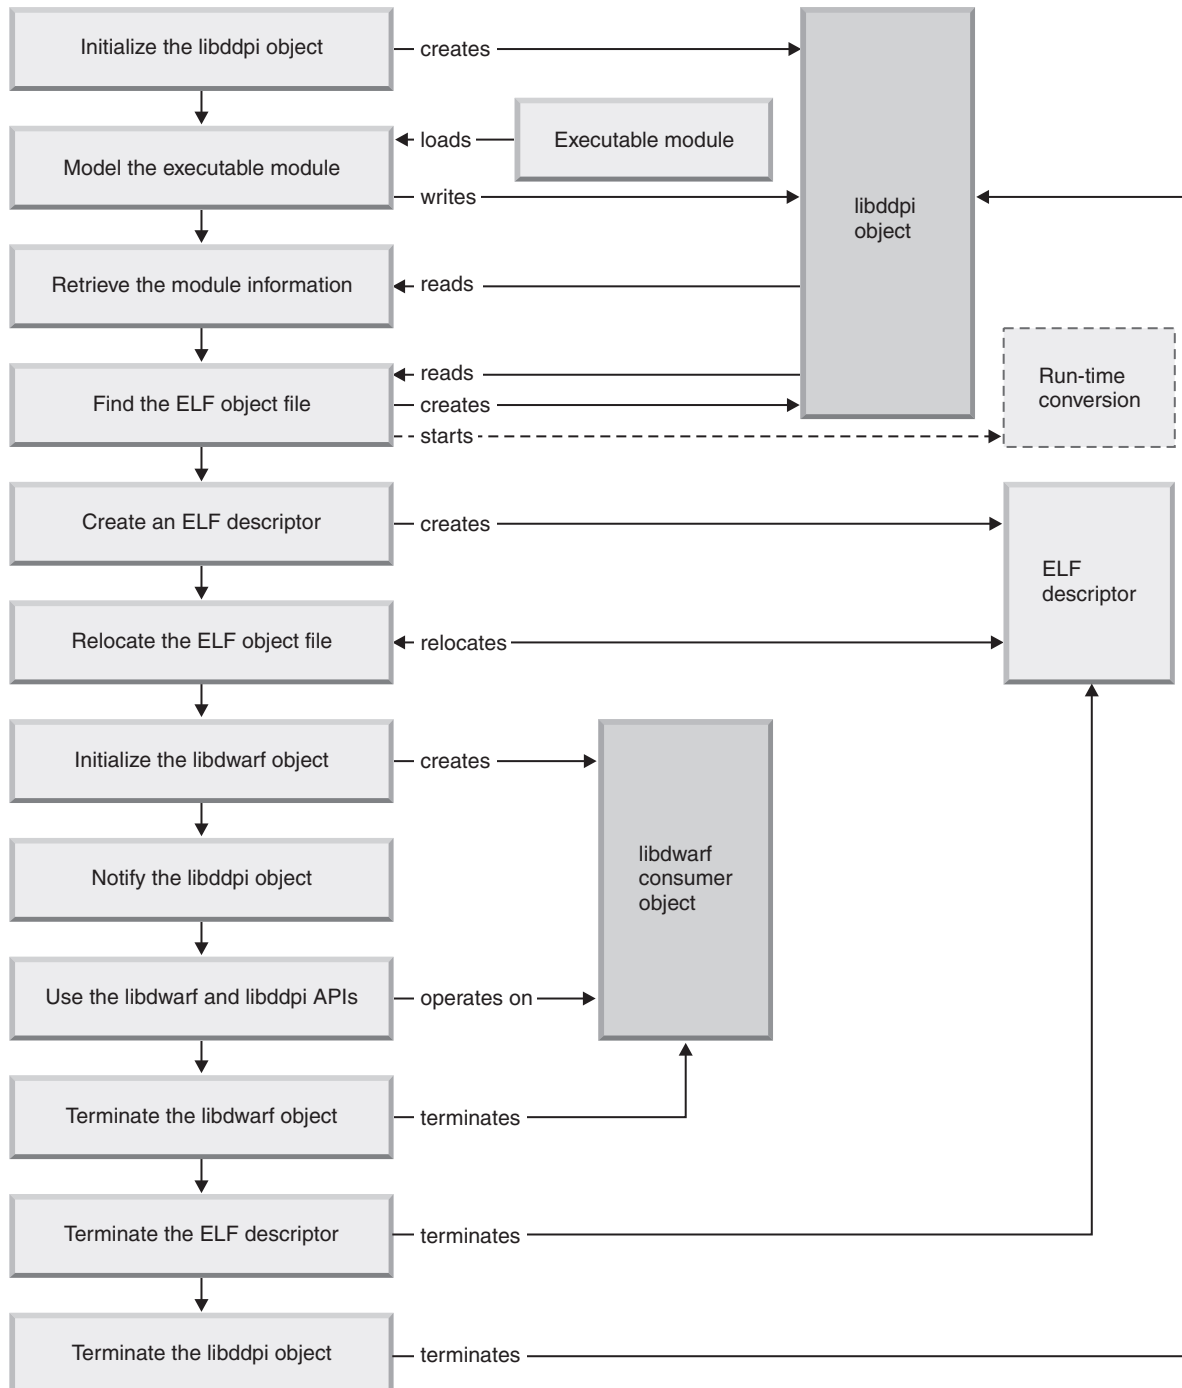 Initialize the libddpi object
creates
Executable module
loads
Model the executable module
writes
libddpi
object
Retrieve the module information
reads
reads
Find the ELF object file
creates
starts
Run-time
conversion
Create an ELF descriptor
creates
ELF
descriptor
Relocate the ELF object file
relocates
Initialize the libdwarf object
creates
libdwarf
consumer
object
Notify the libddpi object
Use the libdwarf and libddpi APIs
operates on
Terminate the libdwarf object
terminates
Terminate the ELF descriptor
terminates
Terminate the libddpi object
terminates